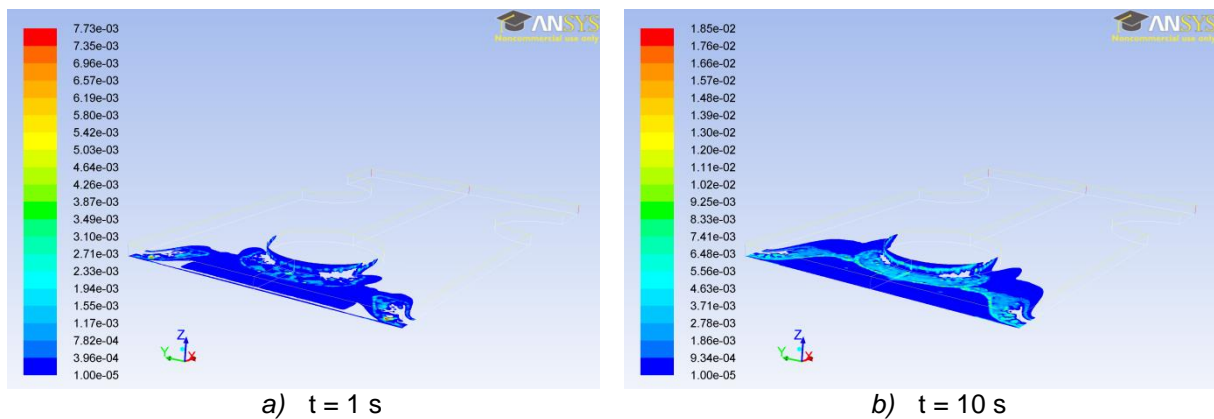 7.73e-03
7.35e-03
6.96e-03
6.57e-03
6.19e-03
5.80e-03
5.42e-03
5.03e-03
4.64e-03
4.26e-03
3.87e-03
3.49e-03
3.10e-03
2.71e-03
2.33e-03
1.94e-03
1.55e-03
1.17e-03
7.82e-04
3.96e-04
1.00e-05
ANSYS
Noncommercial use only
Z
Y
X
a) t = 1 s
1.85e-02
1.76e-02
1.66e-02
1.57e-02
1.48e-02
1.39e-02
1.30e-02
1.20e-02
1.11e-02
1.02e-02
9.25e-03
8.33e-03
7.41e-03
6.48e-03
5.56e-03
4.63e-03
3.71e-03
2.78e-03
1.86e-03
9.34e-04
1.00e-05
ANSYS
Noncommercial use only
Z
Y
X
b) t = 10 s